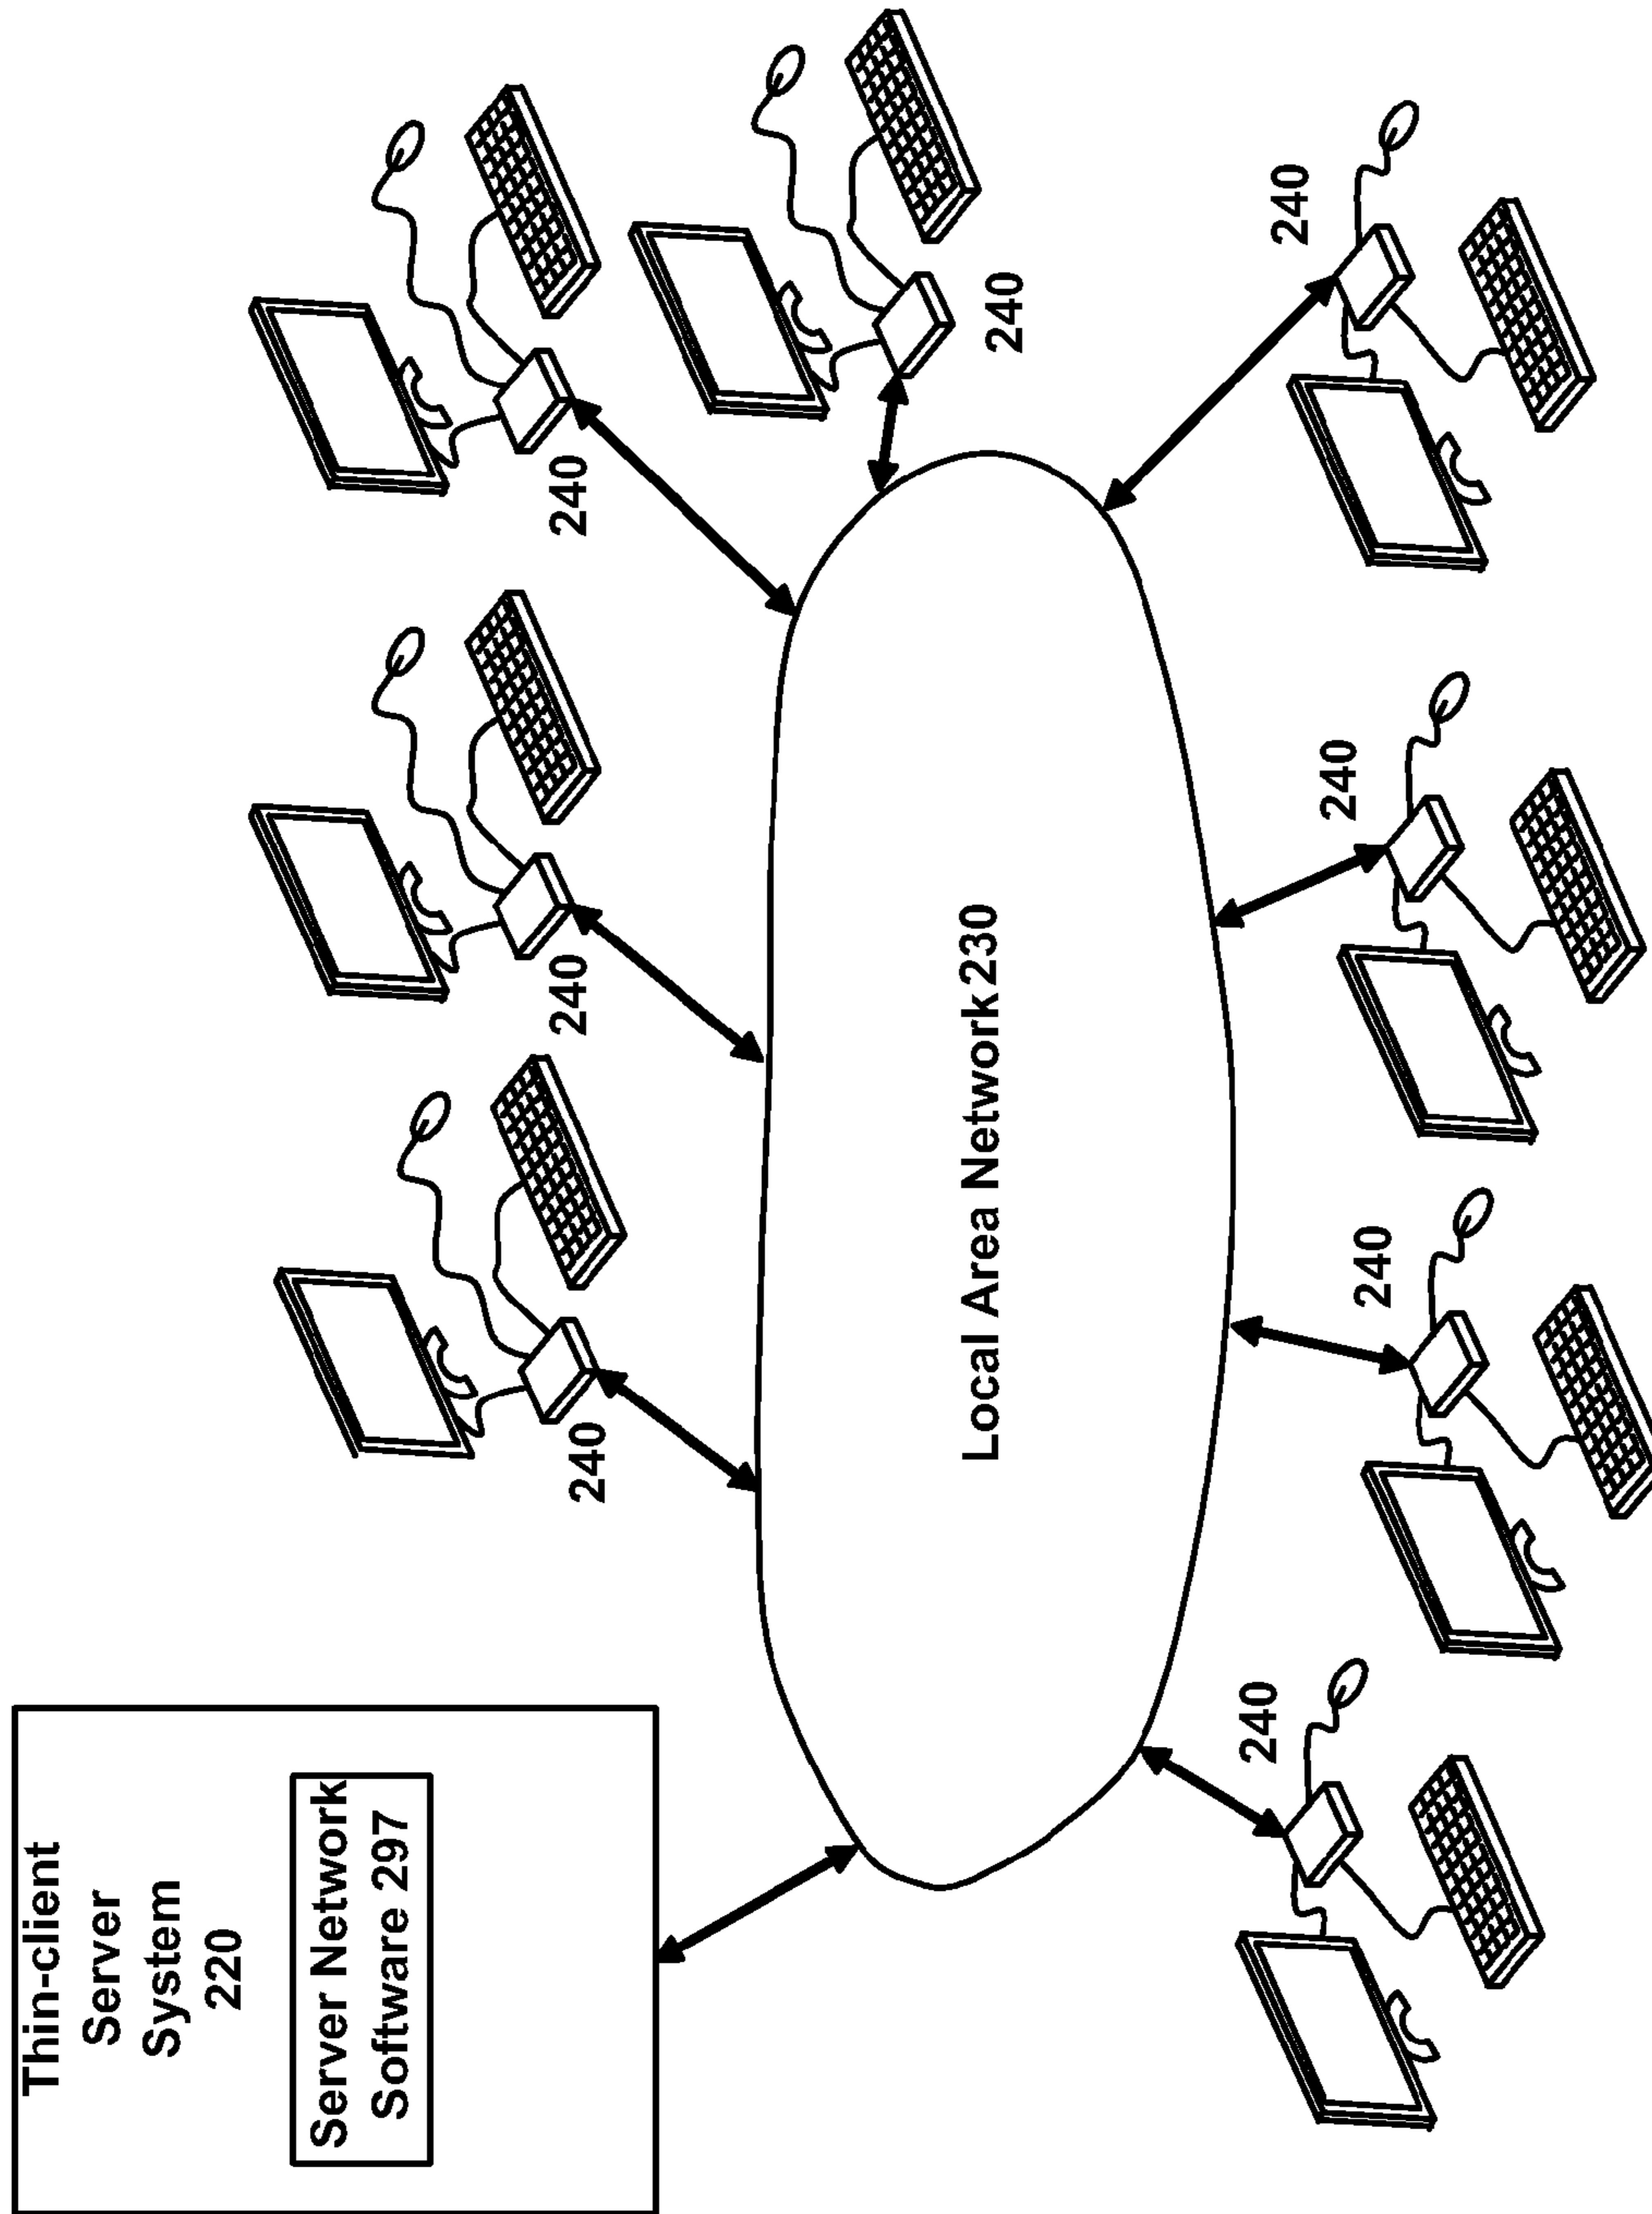 Thin-client
Server
System
220
Server Network
Software 297
240
240
240
240
Local Area Network 230
240
240
240
240